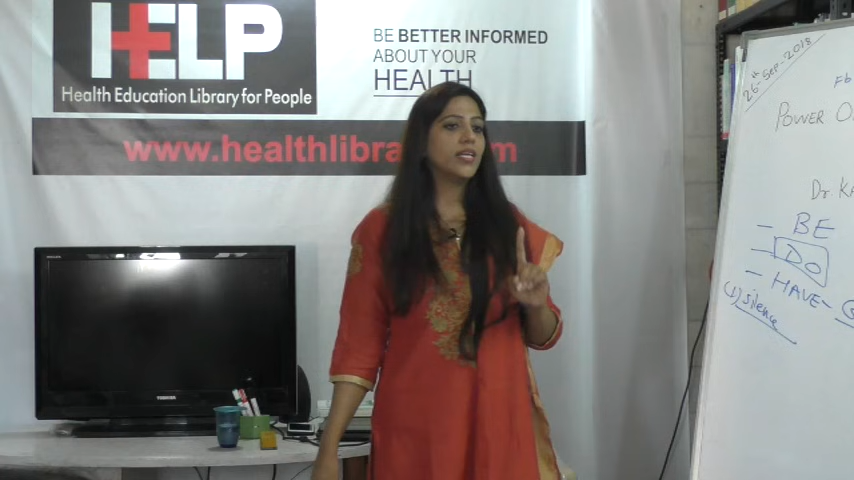 HELP
Health Education Library for People
BE BETTER INFORMED
ABOUT YOUR
HEALTH
www.healthlibra m
26th-Sep-2018
POWER
Dr.
- BE
- DO
- HAVE-
(1) silence